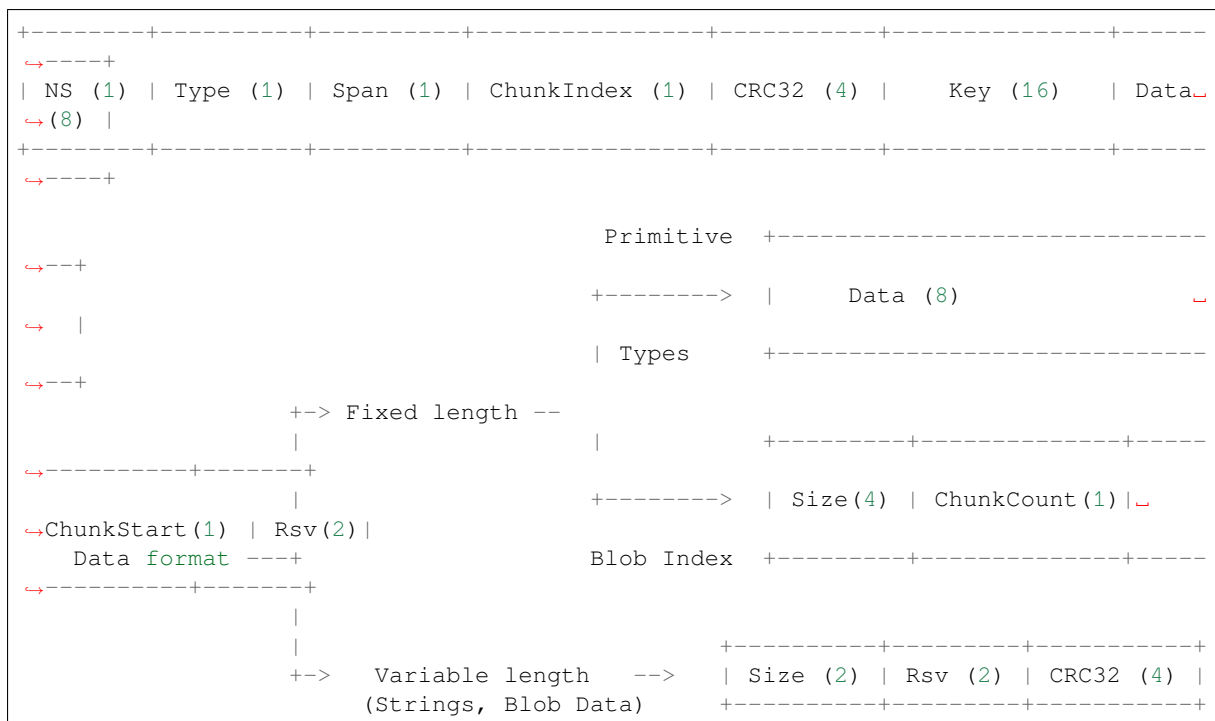 +--------+----------+----------+---------------+-----------+---------------+------
↪----+
| NS (1) | Type (1) | Span (1) | ChunkIndex (1) | CRC32 (4) |    Key (16)    | Data␣
↪(8) |
+--------+----------+----------+---------------+-----------+---------------+------
↪----+
Primitive  +-----------------------------
↪--+
+-------->  |     Data (8)                ␣
↪  |
| Types     +-----------------------------
↪--+
+-> Fixed length --
|                   |           +---------+--------------+-----
↪----------+-------+
|                   +-------->  | Size(4) | ChunkCount(1)|␣
↪ChunkStart(1) | Rsv(2)|
Data format ---+                   Blob Index  +---------+--------------+-----
↪----------+-------+
|
|                            +----------+---------+-----------+
+->   Variable length   -->   | Size (2) | Rsv (2) | CRC32 (4) |
(Strings, Blob Data)     +----------+---------+-----------+